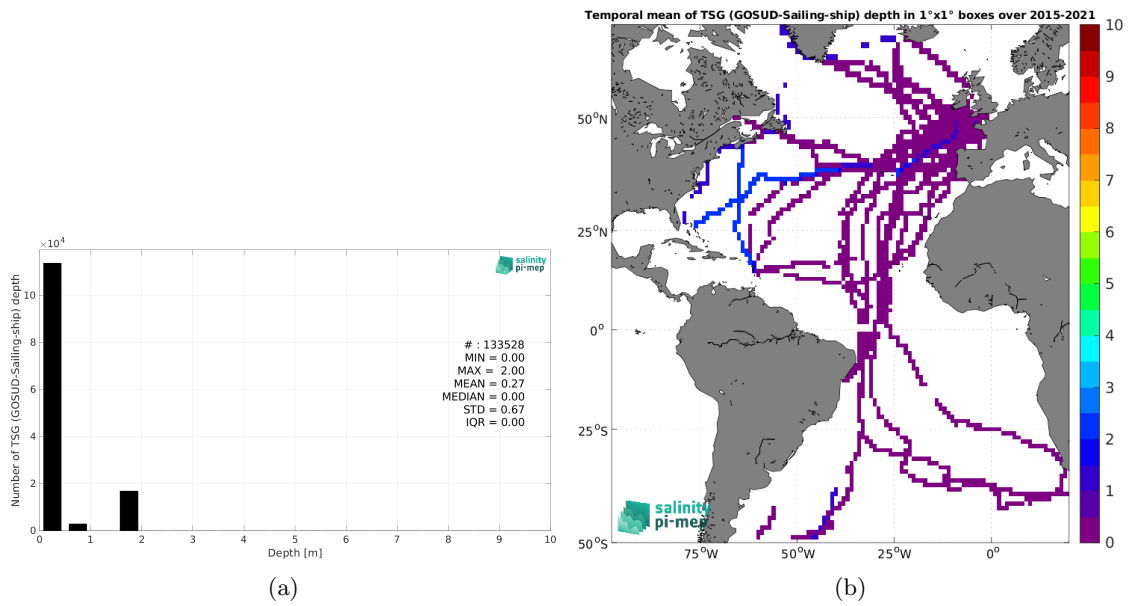 Temporal mean of TSG (GOSUD-Sailing-ship) depth in 1°x1° boxes over 2015-2021
×10⁴
Number of TSG (GOSUD-Sailing-ship) depth
10
8
6
4
2
0
salinity
pi-mep
# : 133528
MIN = 0.00
MAX = 2.00
MEAN = 0.27
MEDIAN = 0.00
STD = 0.67
IQR = 0.00
0 1 2 3 4 5 6 7 8 9 10
Depth [m]
(a)
50°N
25°N
0°
25°S
50°S
75°W 50°W 25°W 0°
salinity
pi-mep
10
9
8
7
6
5
4
3
2
1
0
(b)